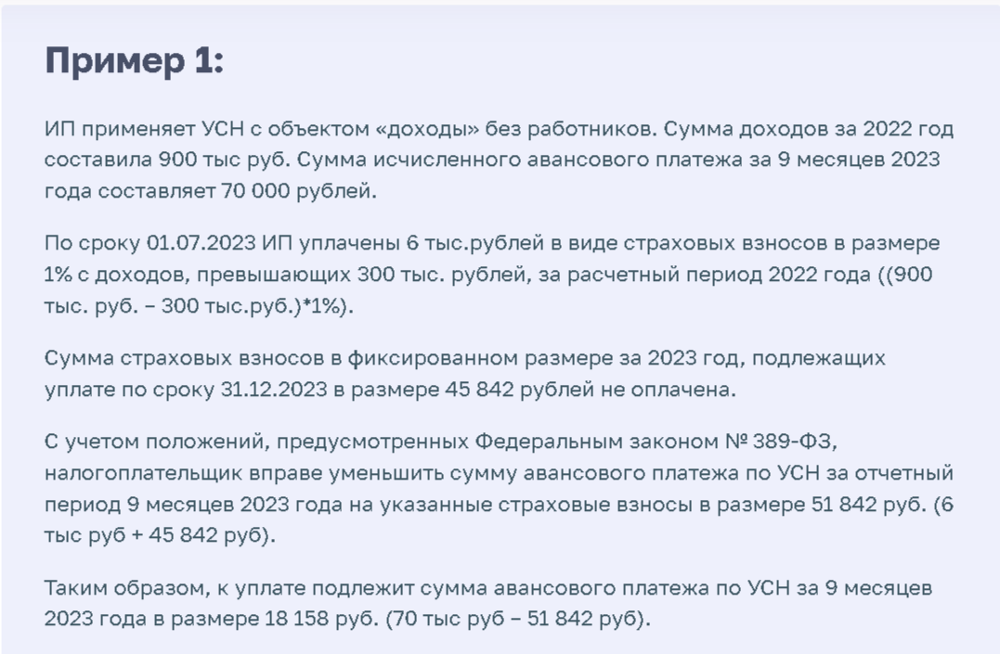 Пример 1:
ИП применяет УСН с объектом «доходы» без работников. Сумма доходов за 2022 год
составила 900 тыс руб. Сумма исчисленного авансового платежа за 9 месяцев 2023
года составляет 70 000 рублей.
По сроку 01.07.2023 ИП уплачены 6 тыс.рублей в виде страховых взносов в размере
1% с доходов, превышающих 300 тыс. рублей, за расчетный период 2022 года ((900
тыс. руб. – 300 тыс.руб.)*1%).
Сумма страховых взносов в фиксированном размере за 2023 год, подлежащих
уплате по сроку 31.12.2023 в размере 45 842 рублей не оплачена.
С учетом положений, предусмотренных Федеральным законом № 389-ФЗ,
налогоплательщик вправе уменьшить сумму авансового платежа по УСН за отчетный
период 9 месяцев 2023 года на указанные страховые взносы в размере 51 842 руб. (6
тыс руб + 45 842 руб).
Таким образом, к уплате подлежит сумма авансового платежа по УСН за 9 месяцев
2023 года в размере 18 158 руб. (70 тыс руб – 51 842 руб).